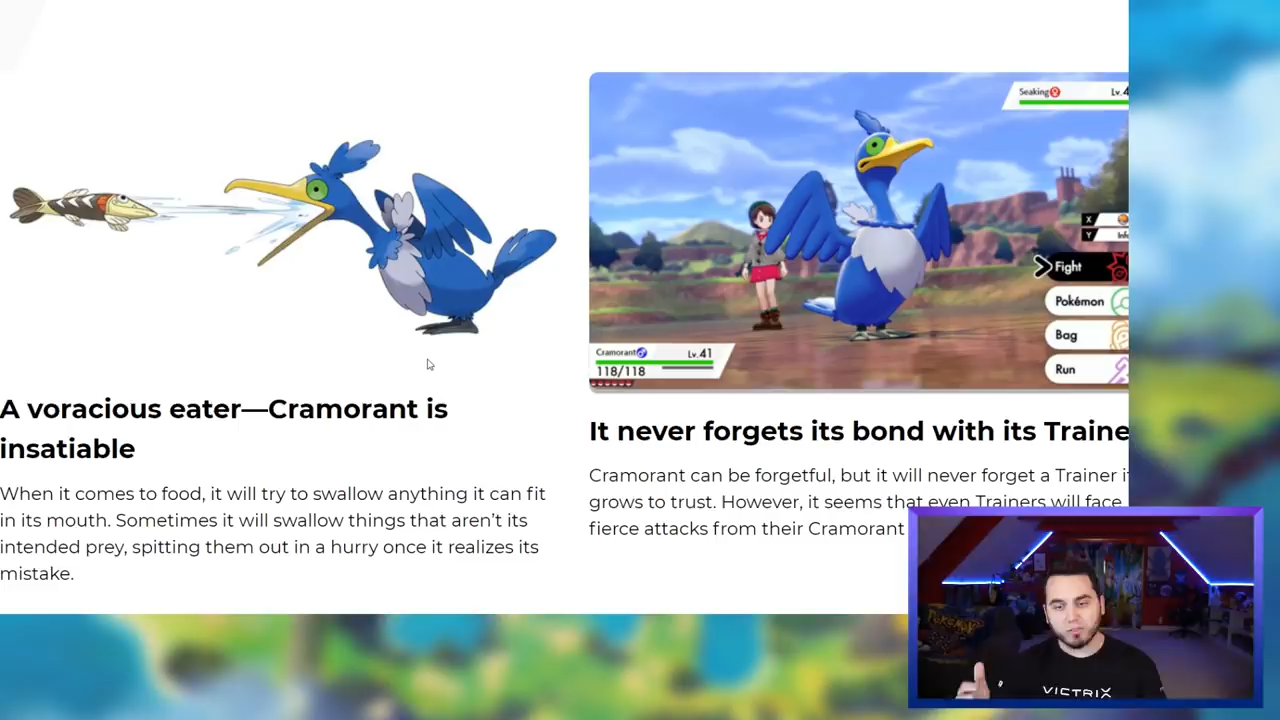 Seaking
Lv.4
X
Y
Info
Fight
Pokémon
Bag
Run
Cramorant
Lv.41
118/118
A voracious eater—Cramorant is
insatiable
When it comes to food, it will try to swallow anything it can fit
in its mouth. Sometimes it will swallow things that aren't its
intended prey, spitting them out in a hurry once it realizes its
mistake.
It never forgets its bond with its Traine
Cramorant can be forgetful, but it will never forget a Trainer it
grows to trust. However, it seems that even Trainers will face
fierce attacks from their Cramorant
VICTRIX